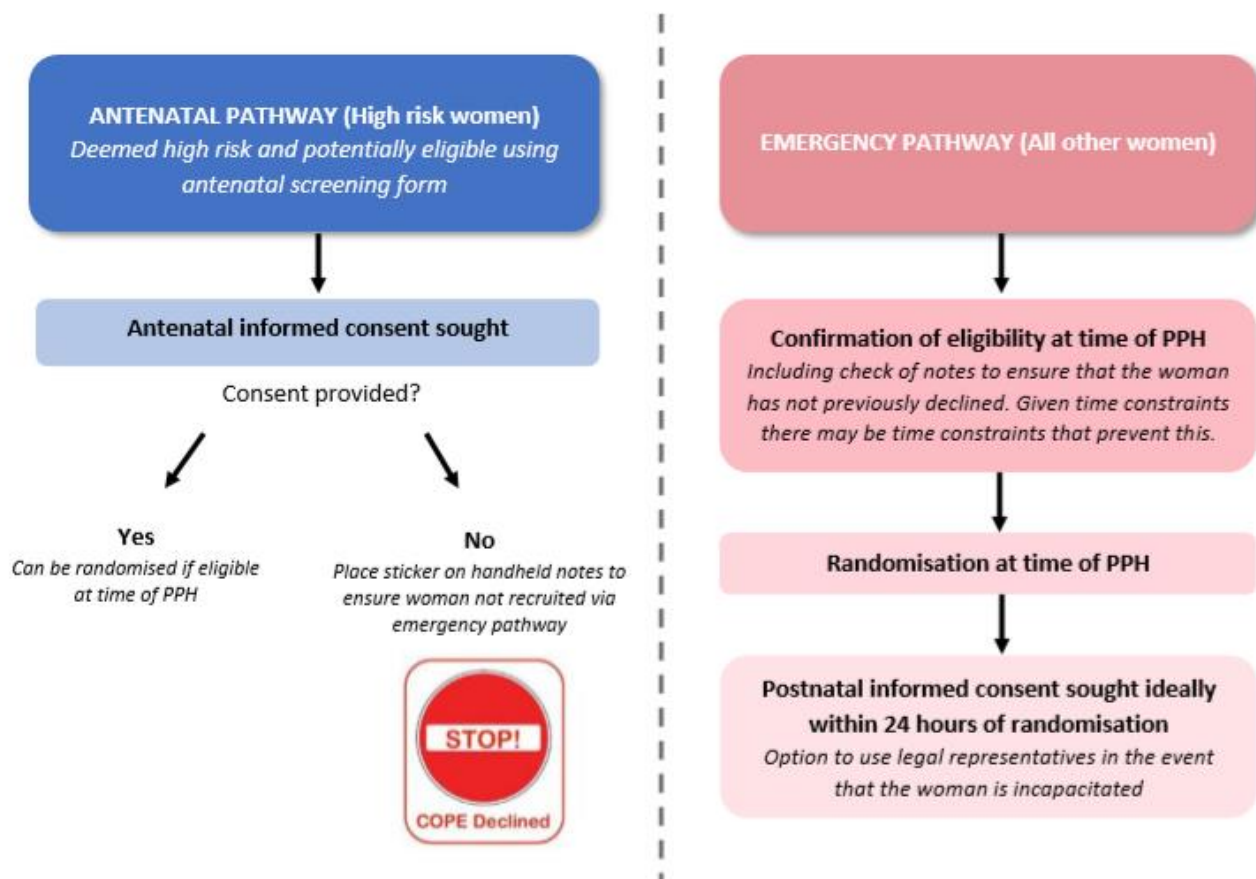 ANTENATAL PATHWAY (High risk women)
Deemed high risk and potentially eligible using
antenatal screening form
Antenatal informed consent sought
Consent provided?
Yes
Can be randomised if eligible
at time of PPH
No
Place sticker on handheld notes to
ensure woman not recruited via
emergency pathway
STOP!
COPE Declined
EMERGENCY PATHWAY (All other women)
Confirmation of eligibility at time of PPH
Including check of notes to ensure that the woman
has not previously declined. Given time constraints
there may be time constraints that prevent this.
Randomisation at time of PPH
Postnatal informed consent sought ideally
within 24 hours of randomisation
Option to use legal representatives in the event
that the woman is incapacitated